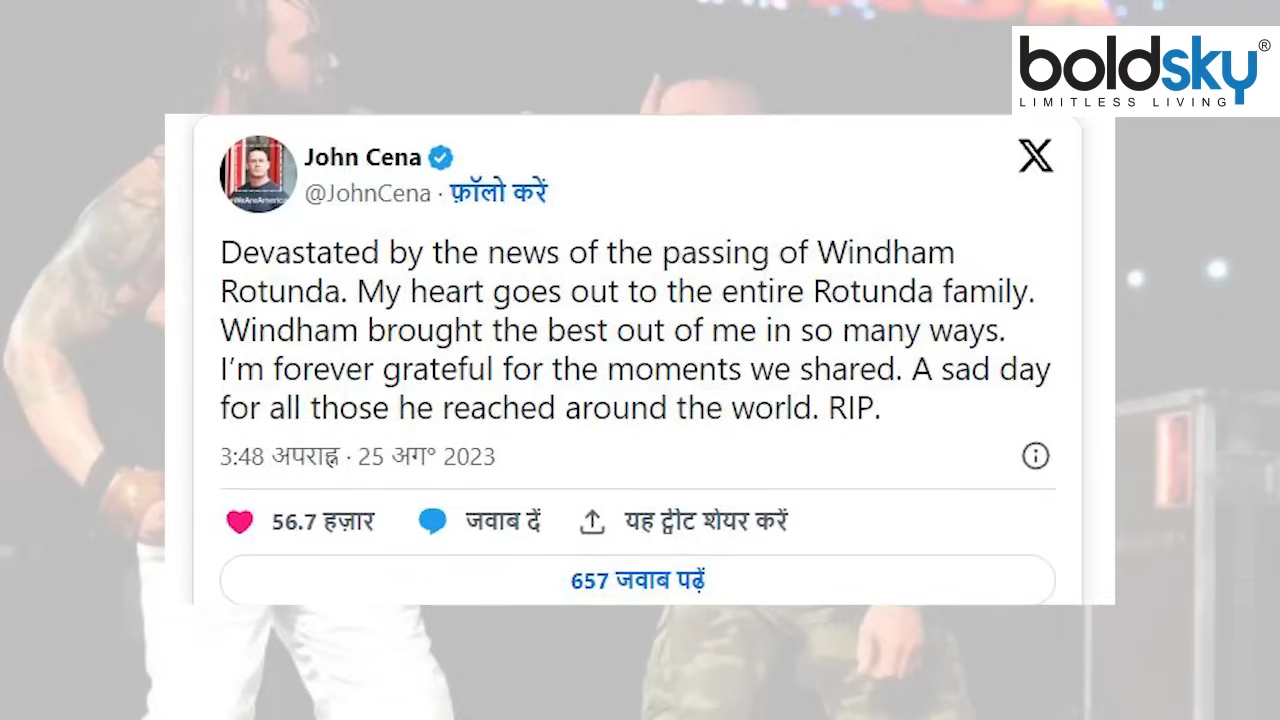 boldsky®
LIMITLESS LIVING
John Cena
@JohnCena · फ़ॉलो करें
Devastated by the news of the passing of Windham
Rotunda. My heart goes out to the entire Rotunda family.
Windham brought the best out of me in so many ways.
I’m forever grateful for the moments we shared. A sad day
for all those he reached around the world. RIP.
3:48 अपराह्न · 25 अग॰ 2023
56.7 हज़ार जवाब दें यह ट्वीट शेयर करें
657 जवाब पढ़ें